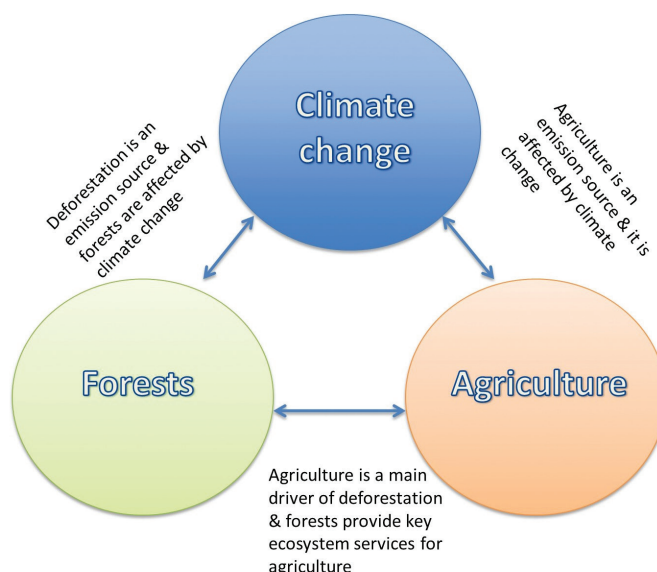 Climate
change
Deforestation is an
emission source &
forests are affected by
climate change
Agriculture is an
emission source & it is
affected by climate
change
Forests
Agriculture
Agriculture is a main
driver of deforestation
& forests provide key
ecosystem services for
agriculture